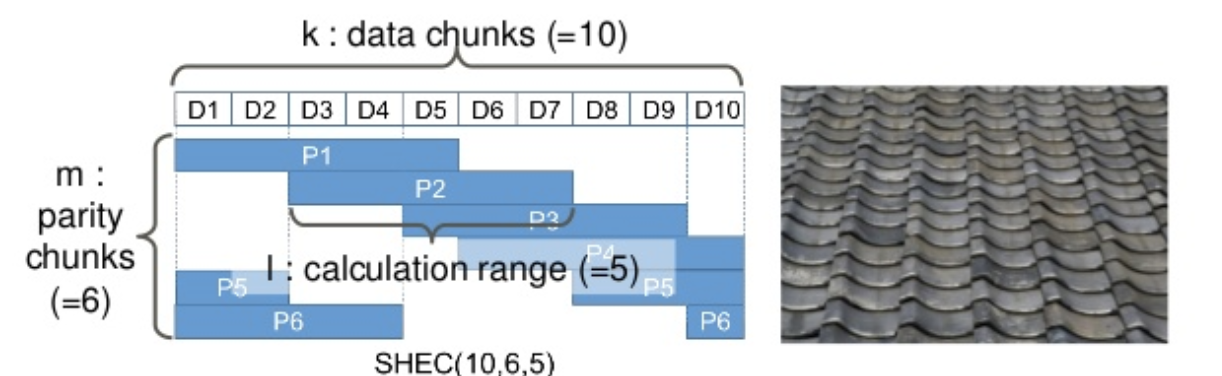 k : data chunks (=10)
D1 D2 D3 D4 D5 D6 D7 D8 D9 D10
P1
P2
P3
P4
m :
parity
chunks
(=6)
l : calculation range (=5)
P5 P5
P6 P6
SHEC(10,6,5)